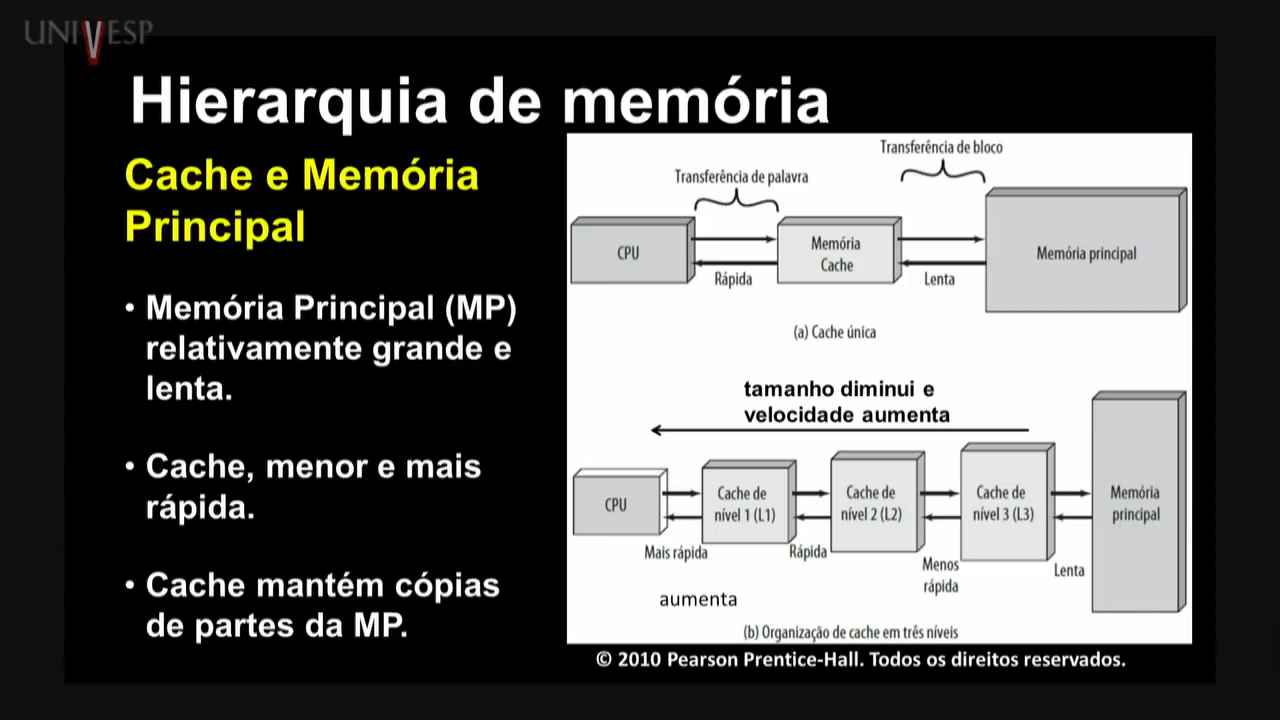 UNIVESP
Hierarquia de memória
Cache e Memória
Principal
• Memória Principal (MP)
relativamente grande e
lenta.
• Cache, menor e mais
rápida.
• Cache mantém cópias
de partes da MP.
Transferência de bloco
Transferência de palavra
CPU
Memória
Cache
Memória principal
Rápida
Lenta
(a) Cache única
tamanho diminui e
velocidade aumenta
CPU
Cache de
nível 1 (L1)
Cache de
nível 2 (L2)
Cache de
nível 3 (L3)
Memória
principal
Mais rápida
Rápida
Menos
rápida
Lenta
aumenta
(b) Organização de cache em três níveis
© 2010 Pearson Prentice-Hall. Todos os direitos reservados.